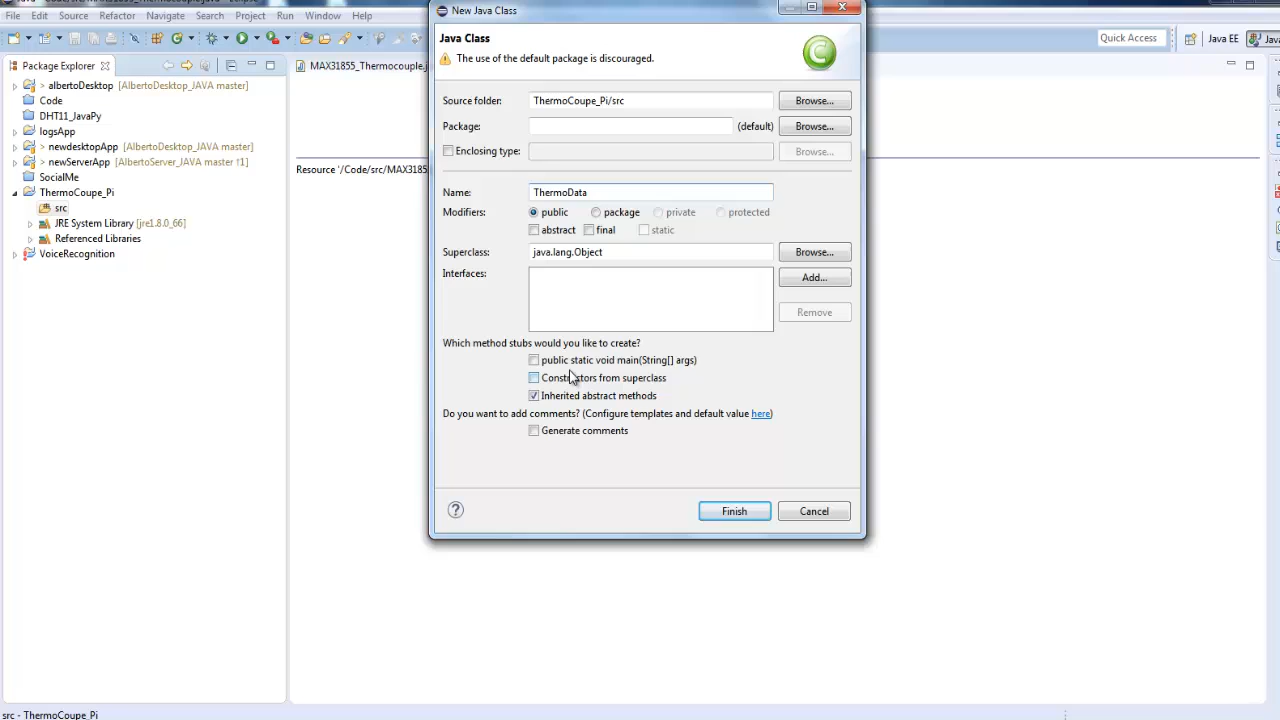 New Java Class
File Edit Source Refactor Navigate Search Project Run Window Help
Java Class
The use of the default package is discouraged.
Quick Access Java EE Java
Package Explorer
MAX31855_Thermocouple.j
> albertoDesktop [AlbertoDesktop_JAVA master]
Code
DHT11_JavaPy
logsApp
> newdesktopApp [AlbertoDesktop_JAVA master]
> newServerApp [AlbertoServer_JAVA master ↑1]
SocialMe
ThermoCoupe_Pi
src
JRE System Library [jre1.8.0_66]
Referenced Libraries
VoiceRecognition
Resource '/Code/src/MAX3185
Source folder: ThermoCoupe_Pi/src Browse...
Package: (default) Browse...
Enclosing type: Browse...
Name: ThermoData
Modifiers: public package private protected
abstract final static
Superclass: java.lang.Object Browse...
Interfaces: Add...
Remove
Which method stubs would you like to create?
public static void main(String[] args)
Constructors from superclass
Inherited abstract methods
Do you want to add comments? (Configure templates and default value here)
Generate comments
? Finish Cancel
src - ThermoCoupe_Pi